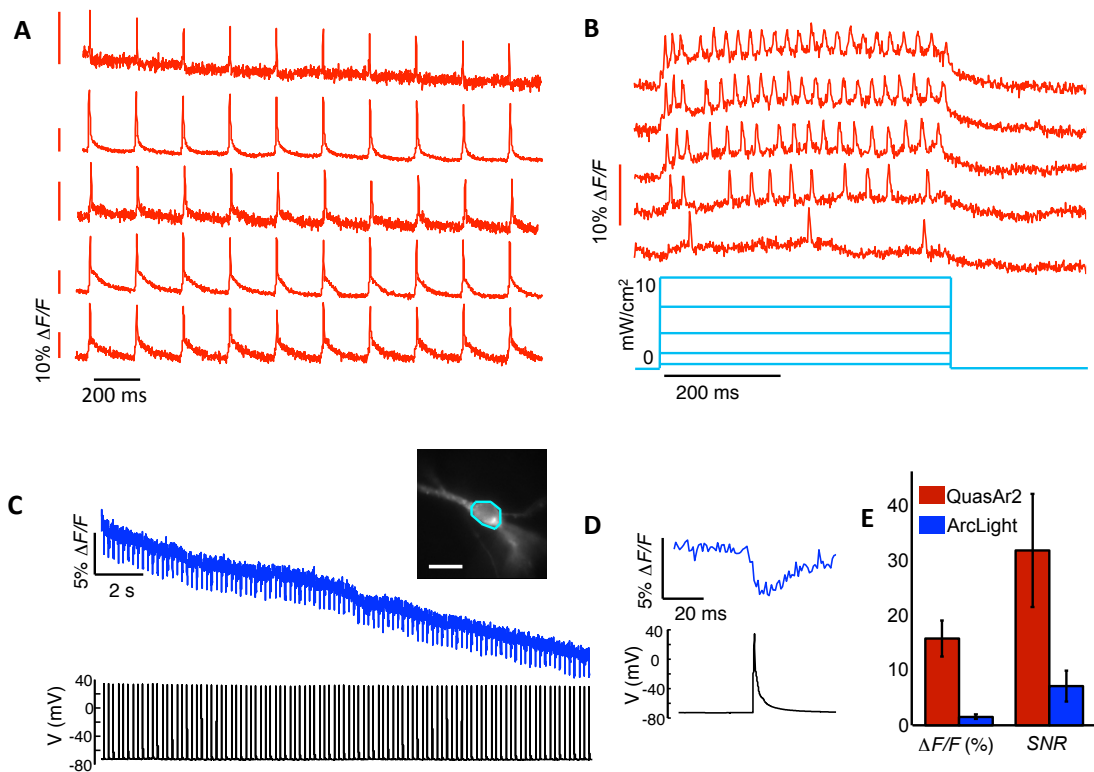 A
10% ΔF/F
200 ms
B
10% ΔF/F
10
0
mW/cm²
200 ms
C
5% ΔF/F
2 s
40
0
-40
-80
V (mV)
D
5% ΔF/F
20 ms
40
0
-40
-80
V (mV)
E
QuasAr2
ArcLight
40
30
20
10
0
ΔF/F (%)
SNR